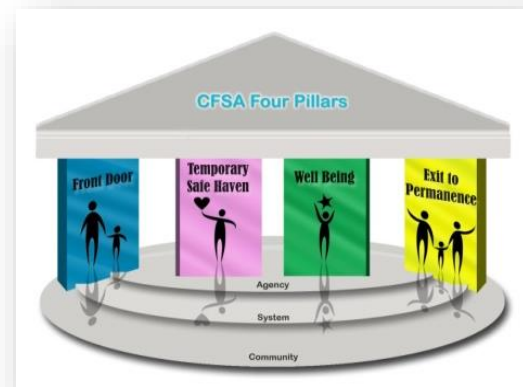 CFSA Four Pillars
Front Door
Temporary
Safe Haven
Well Being
Exit to
Permanence
Agency
System
Community